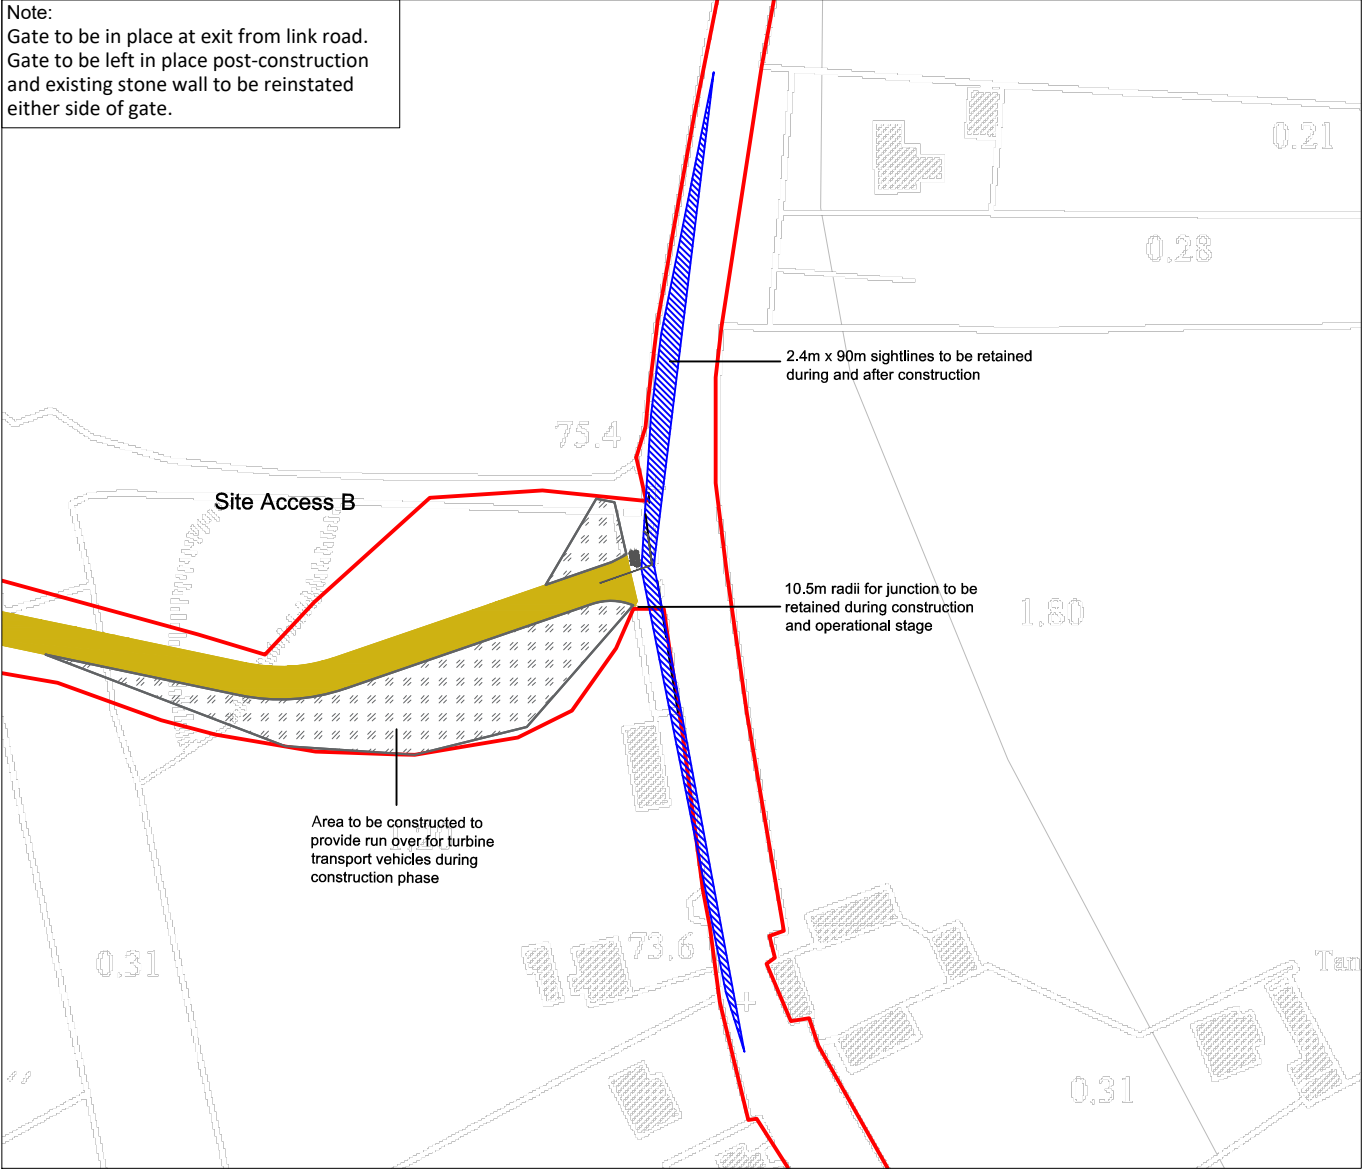 Note:
Gate to be in place at exit from link road.
Gate to be left in place post-construction
and existing stone wall to be reinstated
either side of gate.
0.21
0.28
2.4m x 90m sightlines to be retained
during and after construction
75.4
Site Access B
10.5m radii for junction to be
retained during construction
and operational stage
1.80
Area to be constructed to
provide run over for turbine
transport vehicles during
construction phase
0.31
73.6
Tan
0.31